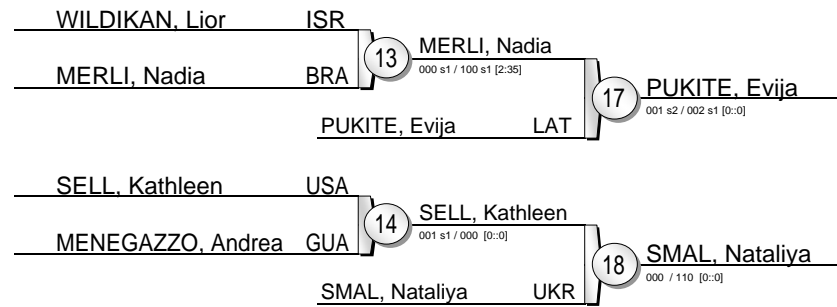 WILDIKAN, Lior ISR
13 MERLI, Nadia
000 s1 / 100 s1 [2:35]
MERLI, Nadia BRA
17 PUKITE, Evija
001 s2 / 002 s1 [0::0]
PUKITE, Evija LAT
SELL, Kathleen USA
14 SELL, Kathleen
001 s1 / 000 [0::0]
MENEGAZZO, Andrea GUA
18 SMAL, Nataliya
000 / 110 [0::0]
SMAL, Nataliya UKR